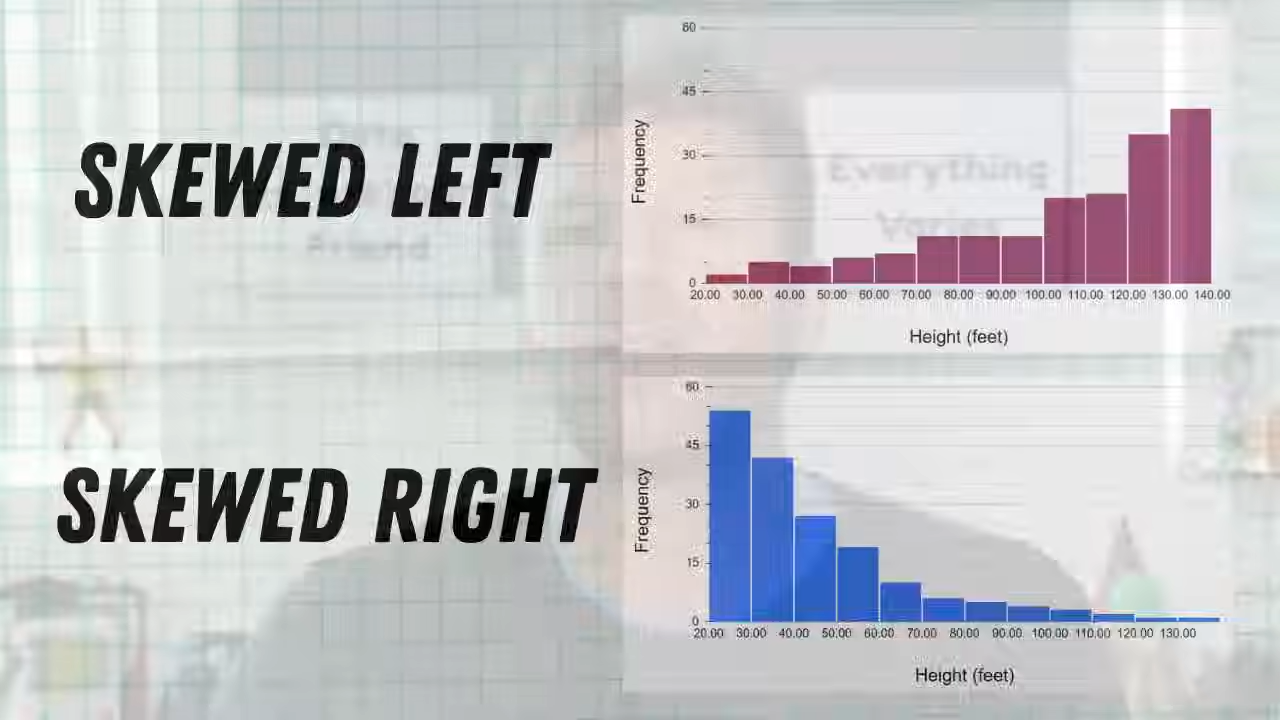 SKEWED LEFT
60
45
30
15
0
Frequency
20.00 30.00 40.00 50.00 60.00 70.00 80.00 90.00 100.00 110.00 120.00 130.00 140.00
Height (feet)
Everything
Varies
Friend
SKEWED RIGHT
60
45
30
15
0
Frequency
20.00 30.00 40.00 50.00 60.00 70.00 80.00 90.00 100.00 110.00 120.00 130.00
Height (feet)